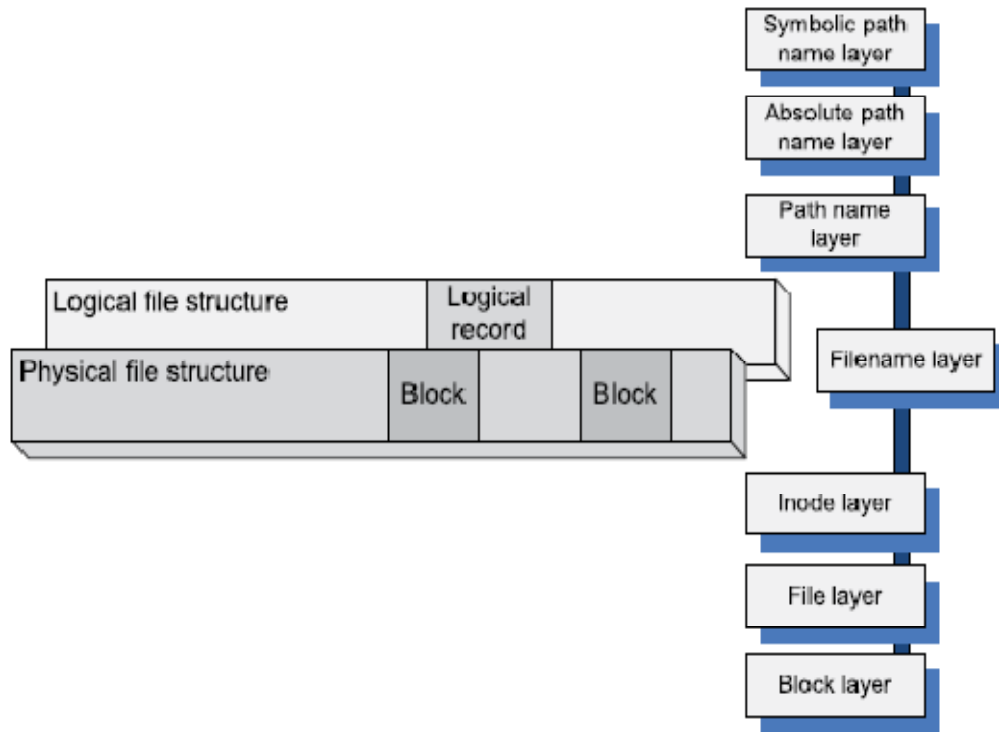 Symbolic path
name layer
Absolute path
name layer
Path name
layer
Logical file structure
Logical
record
Physical file structure
Block
Block
Filename layer
Inode layer
File layer
Block layer